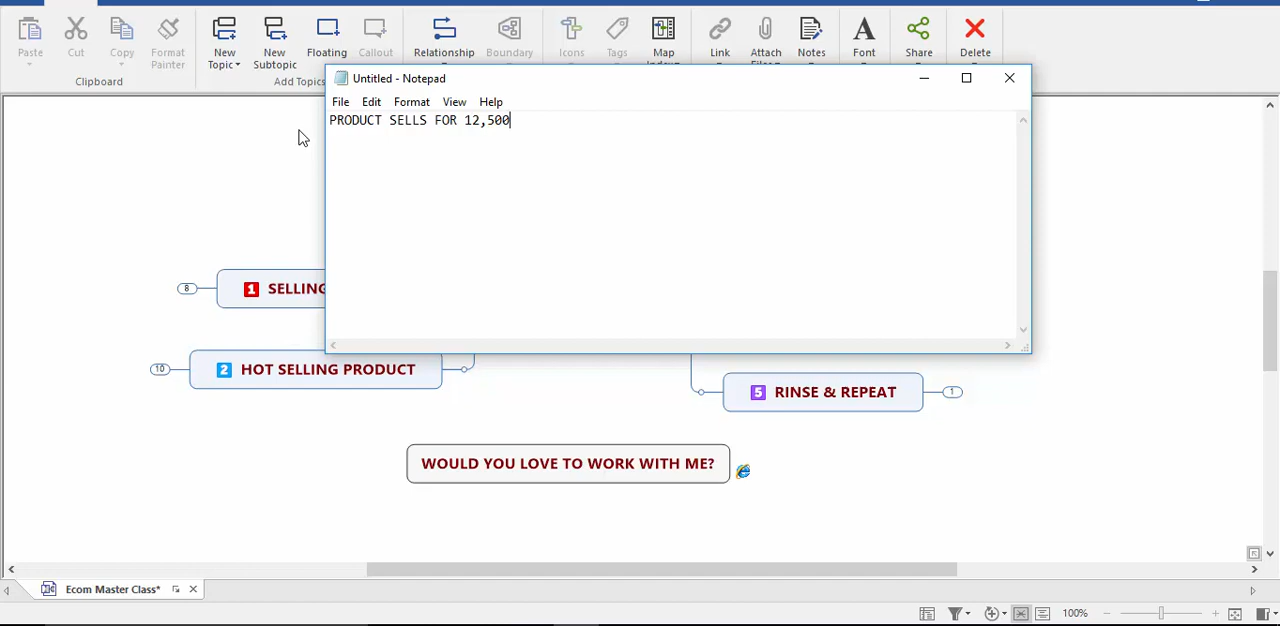 Paste
Cut
Copy
Format
Painter
New
Topic
New
Subtopic
Floating
Callout
Relationship
Boundary
Icons
Tags
Map
Link
Attach
Notes
Font
Share
Delete
Clipboard
Add Topics
Untitled - Notepad
File Edit Format View Help
PRODUCT SELLS FOR 12,500
8
1 SELLING
10
2 HOT SELLING PRODUCT
5 RINSE & REPEAT
1
WOULD YOU LOVE TO WORK WITH ME?
Ecom Master Class*
100%